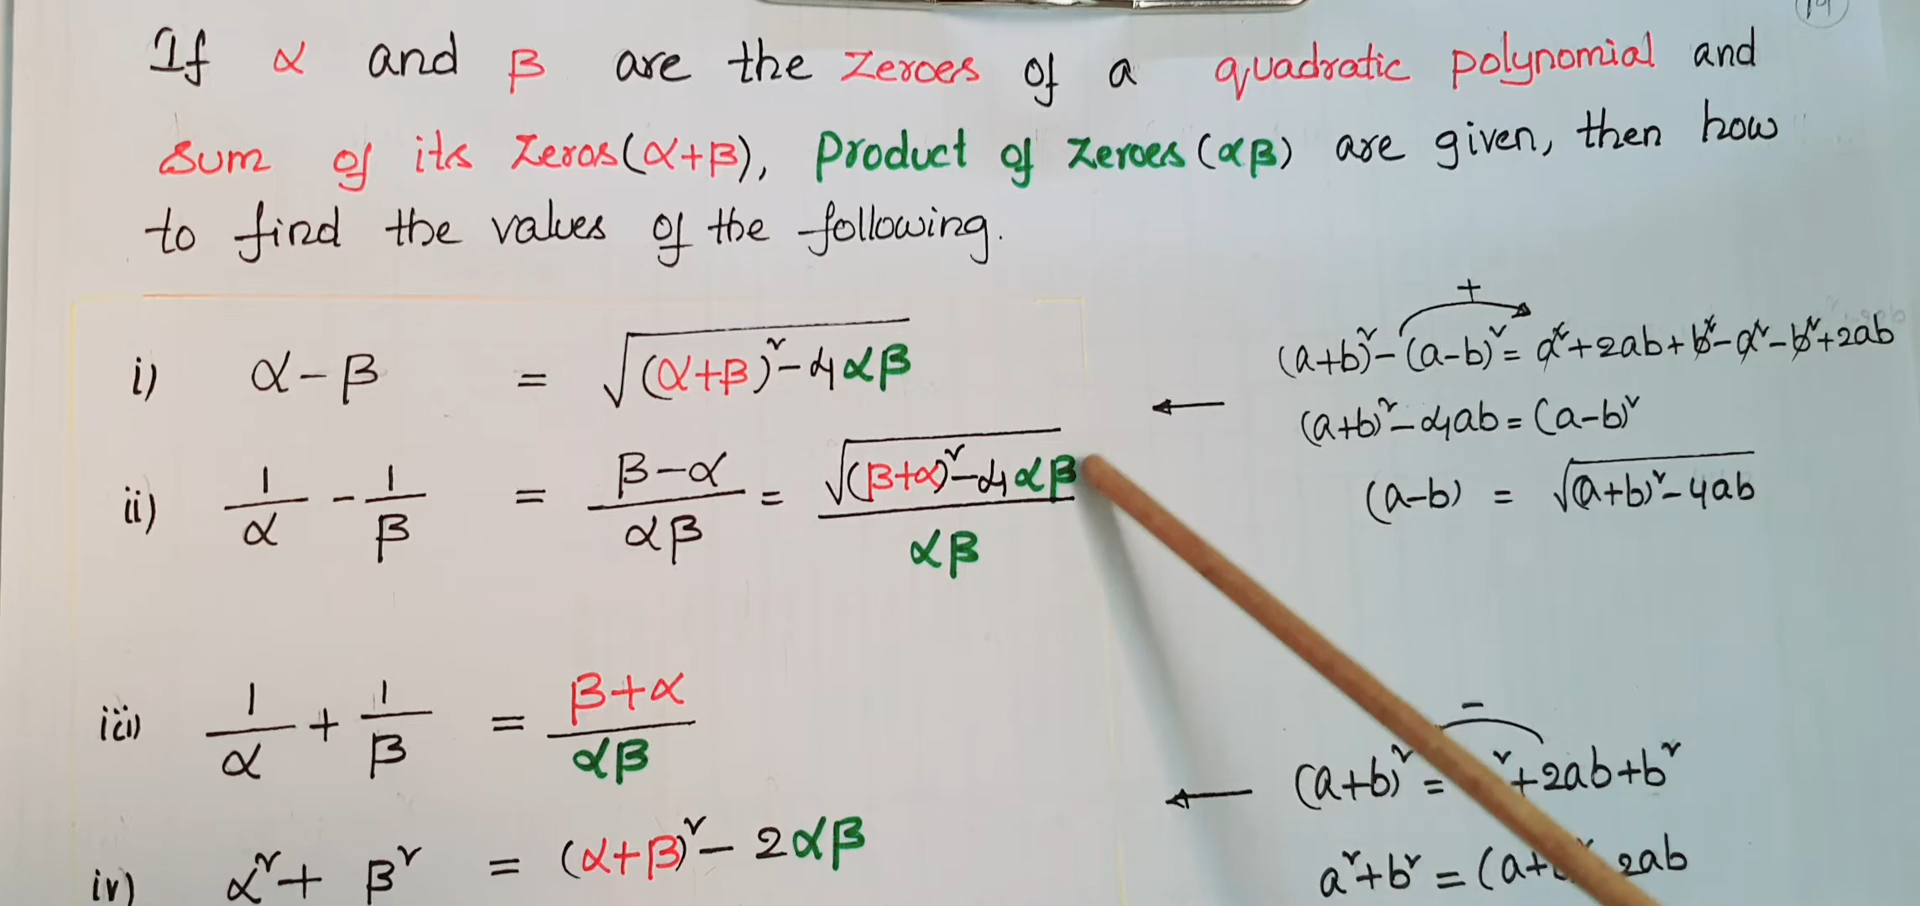 If α and β are the zeroes of a quadratic polynomial and
sum of its zeros(α+β), product of zeroes(αβ) are given, then how
to find the values of the following.
i) α-β = √(α+β)²-4αβ
ii) 1/α - 1/β = β-α/αβ = √(β+α)²-4αβ/αβ
iii) 1/α + 1/β = β+α/αβ
iv) α²+ β² = (α+β)²- 2αβ
+
(a+b)²-(a-b)²= a²+2ab+b²-a²-b²+2ab
← (a+b)²-4ab=(a-b)²
(a-b) = √(a+b)²-4ab
-
← (a+b)² = ²+2ab+b²
a²+b² = (a+ 2ab